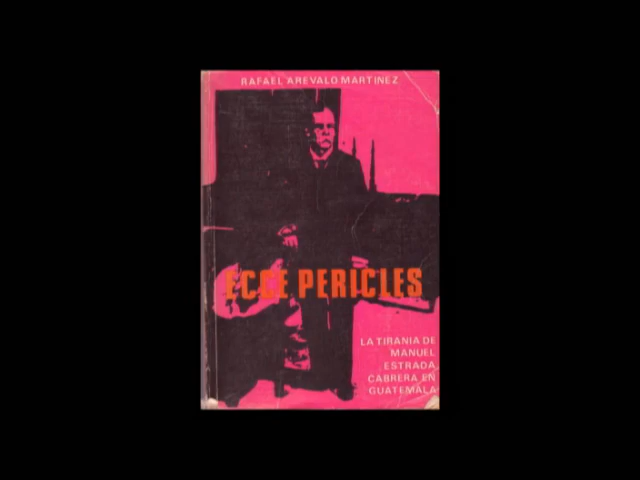 RAFAEL AREVALO MARTINEZ
ECCE PERICLES
LA TIRANIA DE
MANUEL
ESTRADA
CABRERA EN
GUATEMALA